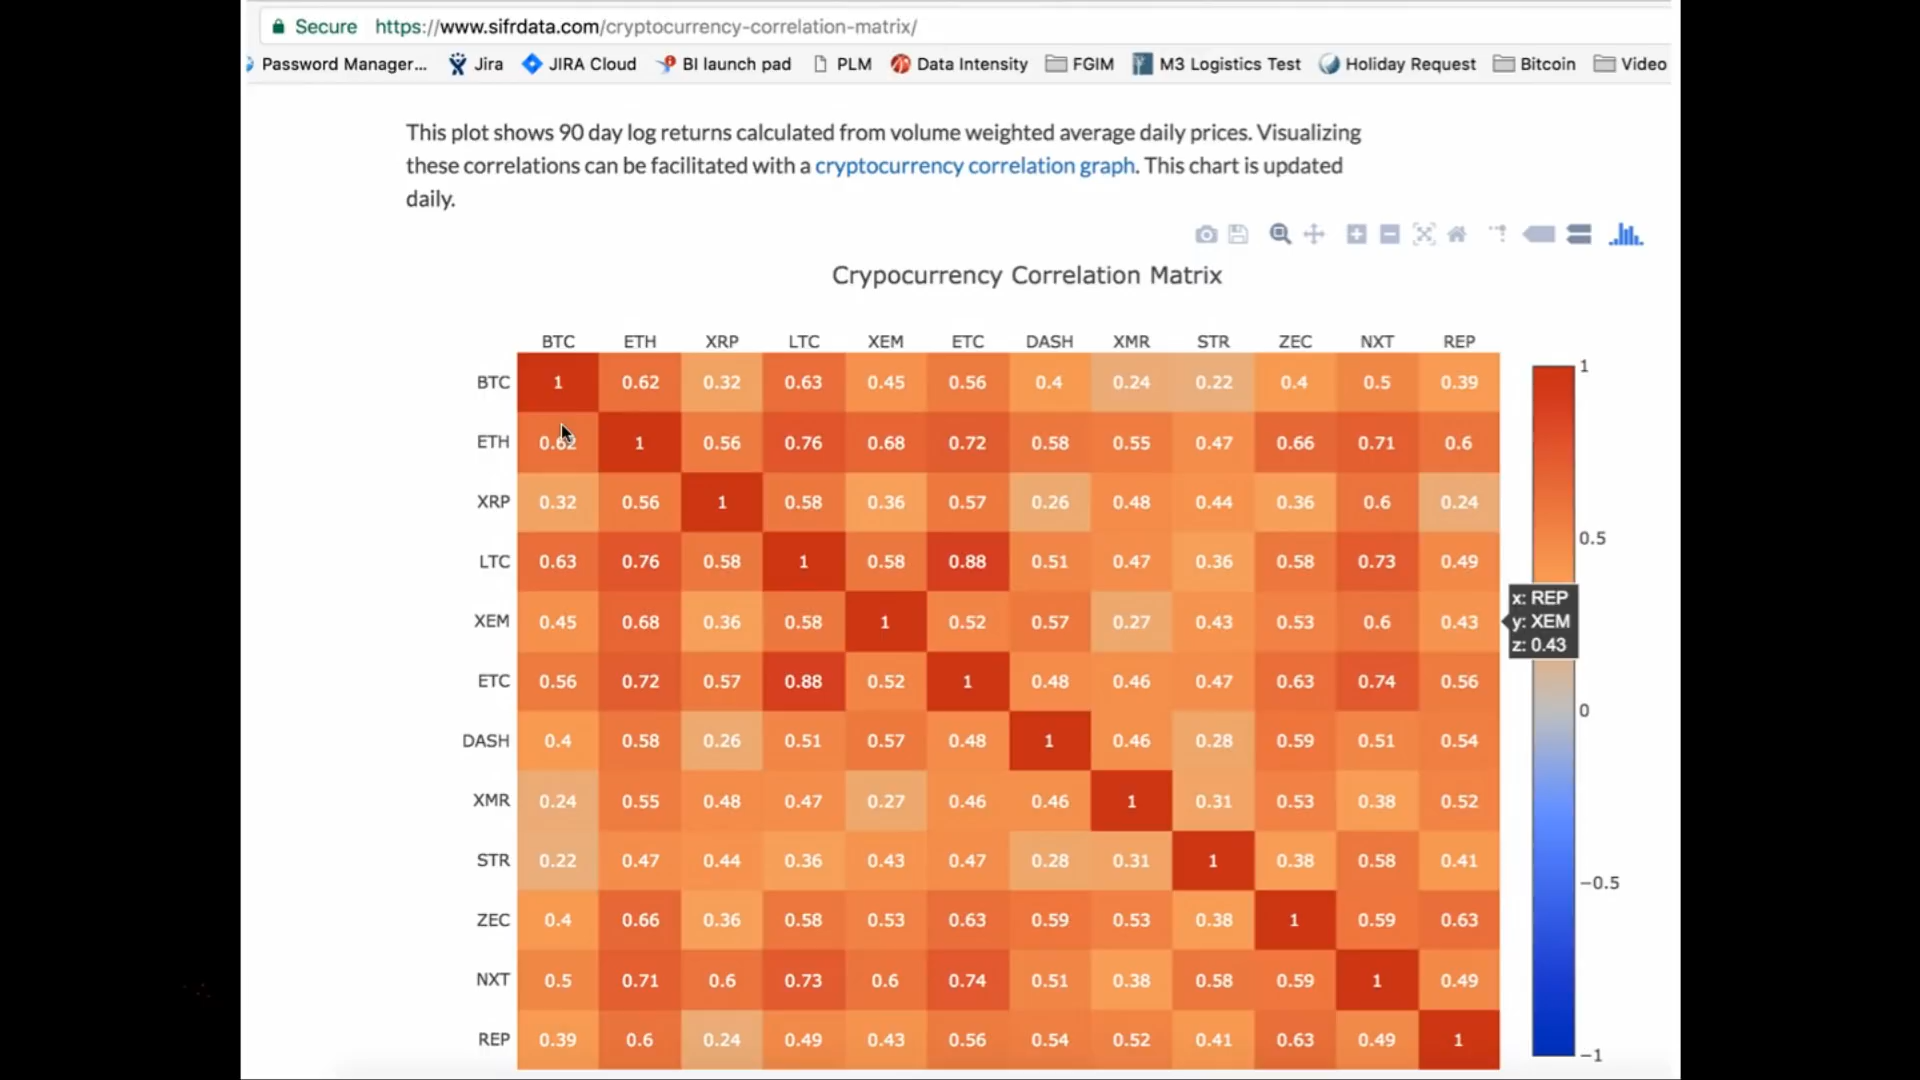 Secure https://www.sifrdata.com/cryptocurrency-correlation-matrix/
Password Manager... Jira JIRA Cloud BI launch pad PLM Data Intensity FGIM M3 Logistics Test Holiday Request Bitcoin Video
This plot shows 90 day log returns calculated from volume weighted average daily prices. Visualizing
these correlations can be facilitated with a cryptocurrency correlation graph. This chart is updated
daily.
Crypocurrency Correlation Matrix
BTC ETH XRP LTC XEM ETC DASH XMR STR ZEC NXT REP
BTC 1 0.62 0.32 0.63 0.45 0.56 0.4 0.24 0.22 0.4 0.5 0.39
ETH 0.62 1 0.56 0.76 0.68 0.72 0.58 0.55 0.47 0.66 0.71 0.6
XRP 0.32 0.56 1 0.58 0.36 0.57 0.26 0.48 0.44 0.36 0.6 0.24
LTC 0.63 0.76 0.58 1 0.58 0.88 0.51 0.47 0.36 0.58 0.73 0.49
XEM 0.45 0.68 0.36 0.58 1 0.52 0.57 0.27 0.43 0.53 0.6 0.43
ETC 0.56 0.72 0.57 0.88 0.52 1 0.48 0.46 0.47 0.63 0.74 0.56
DASH 0.4 0.58 0.26 0.51 0.57 0.48 1 0.46 0.28 0.59 0.51 0.54
XMR 0.24 0.55 0.48 0.47 0.27 0.46 0.46 1 0.31 0.53 0.38 0.52
STR 0.22 0.47 0.44 0.36 0.43 0.47 0.28 0.31 1 0.38 0.58 0.41
ZEC 0.4 0.66 0.36 0.58 0.53 0.63 0.59 0.53 0.38 1 0.59 0.63
NXT 0.5 0.71 0.6 0.73 0.6 0.74 0.51 0.38 0.58 0.59 1 0.49
REP 0.39 0.6 0.24 0.49 0.43 0.56 0.54 0.52 0.41 0.63 0.49 1
1
0.5
x: REP
y: XEM
z: 0.43
0
−0.5
−1